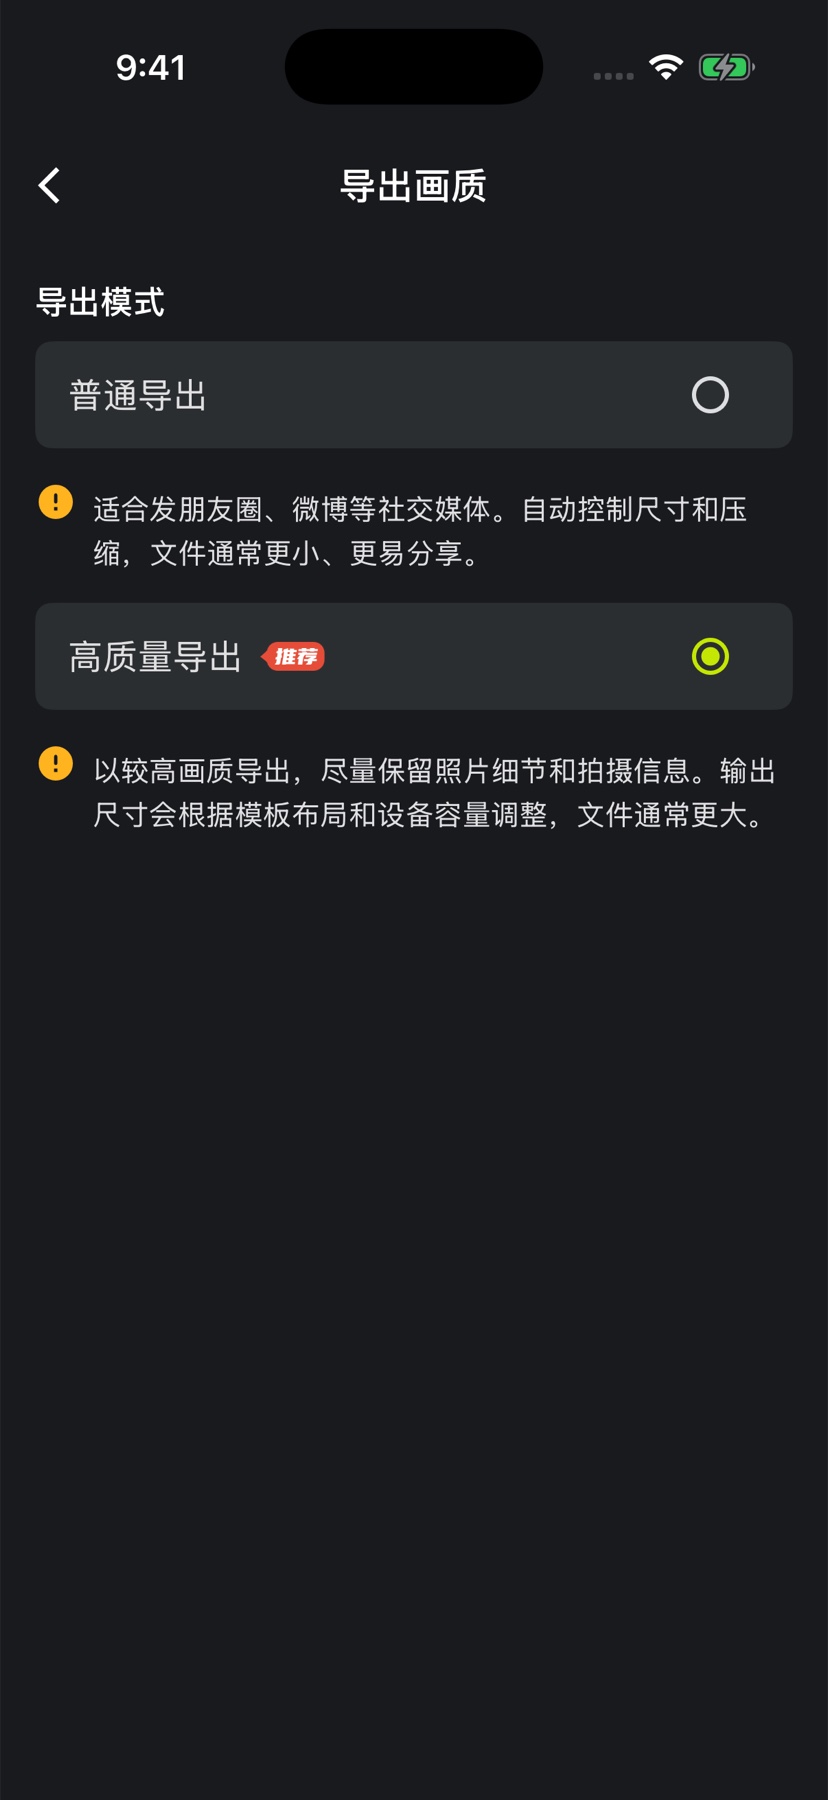 9:41
导出画质
导出模式
普通导出
适合发朋友圈、微博等社交媒体。自动控制尺寸和压
缩，文件通常更小、更易分享。
高质量导出 推荐
以较高画质导出，尽量保留照片细节和拍摄信息。输出
尺寸会根据模板布局和设备容量调整，文件通常更大。